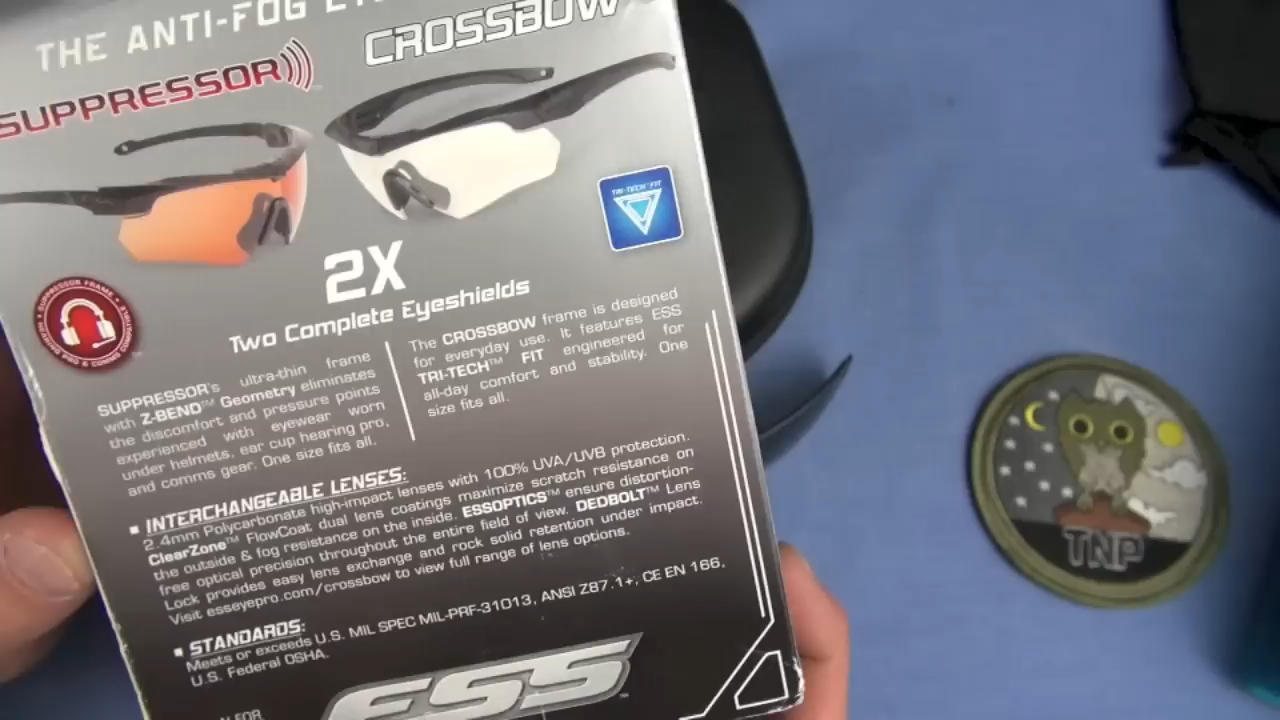 THE ANTI-FOG
SUPPRESSOR
CROSSBOW
TRI-TECH™ FIT
SUPPRESSOR FRAME
2X
Two Complete Eyeshields
SUPPRESSOR's ultra-thin frame
with Z-BEND™ Geometry eliminates
the discomfort and pressure points
experienced with eyewear worn
under helmets, ear cup hearing pro,
and comms gear. One size fits all.
The CROSSBOW frame is designed
for everyday use. It features ESS
TRI-TECH™ FIT engineered for
all-day comfort and stability. One
size fits all.
▪ INTERCHANGEABLE LENSES:
2.4mm Polycarbonate high-impact lenses with 100% UVA/UVB protection.
ClearZone™ FlowCoat dual lens coatings maximize scratch resistance on
the outside & fog resistance on the inside. ESSOPTICS™ ensure distortion-
free optical precision throughout the entire field of view. DEDBOLT™ Lens
Lock provides easy lens exchange and rock solid retention under impact.
Visit esseyepro.com/crossbow to view full range of lens options.
▪ STANDARDS:
Meets or exceeds U.S. MIL SPEC MIL-PRF-31013, ANSI Z87.1+, CE EN 166,
U.S. Federal OSHA.
FOR
ESS™
TNP